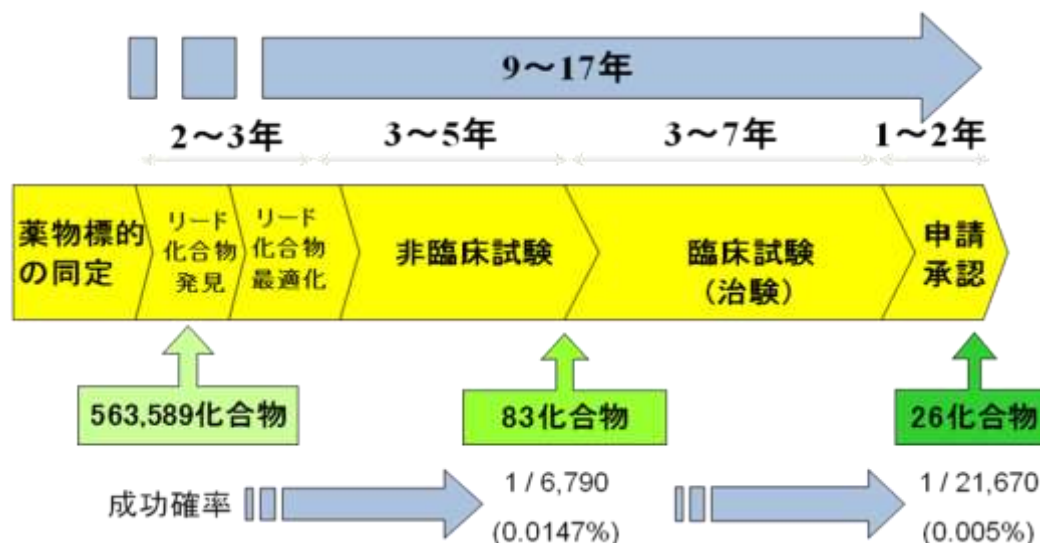 9～17年
2～3年
3～5年
3～7年
1～2年
薬物標的
の同定
リード
化合物
発見
リード
化合物
最適化
非臨床試験
臨床試験
（治験）
申請
承認
563,589化合物
83化合物
26化合物
成功確率
1 / 6,790
(0.0147%)
1 / 21,670
(0.005%)